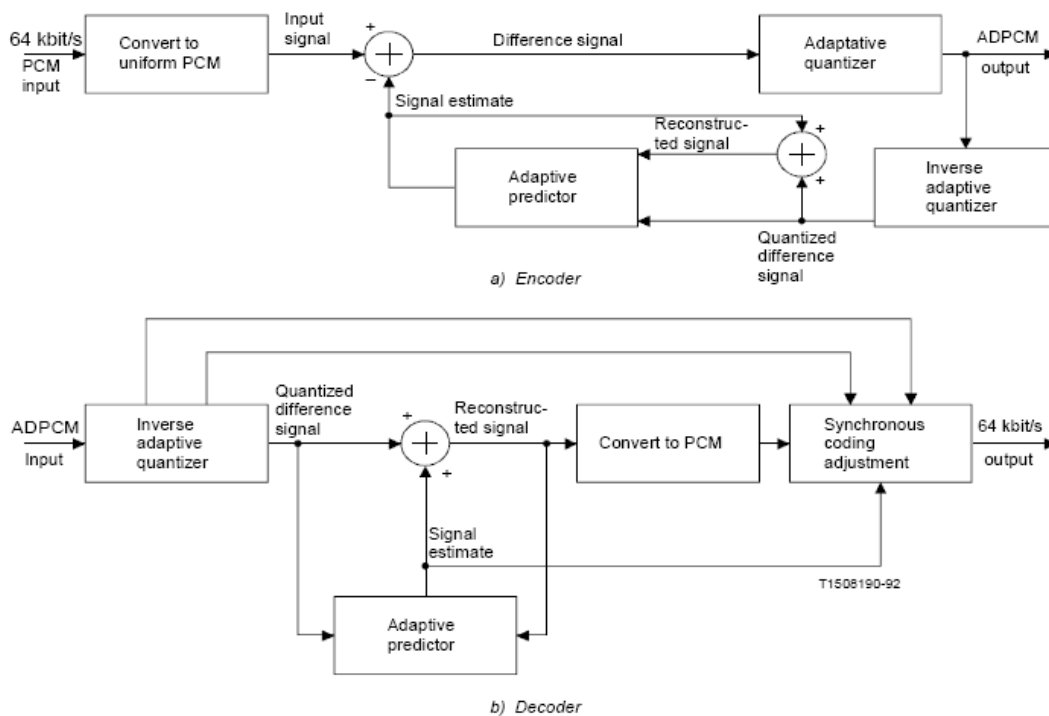 64 kbit/s
PCM
input
Convert to
uniform PCM
Input
signal
+
−
Difference signal
Adaptative
quantizer
ADPCM
output
Signal estimate
Reconstruc-
ted signal
+
+
Adaptive
predictor
Inverse
adaptive
quantizer
Quantized
difference
signal
a) Encoder
ADPCM
Input
Inverse
adaptive
quantizer
Quantized
difference
signal
+
+
Reconstruc-
ted signal
Convert to PCM
Synchronous
coding
adjustment
64 kbit/s
output
Signal
estimate
T1508190-92
Adaptive
predictor
b) Decoder